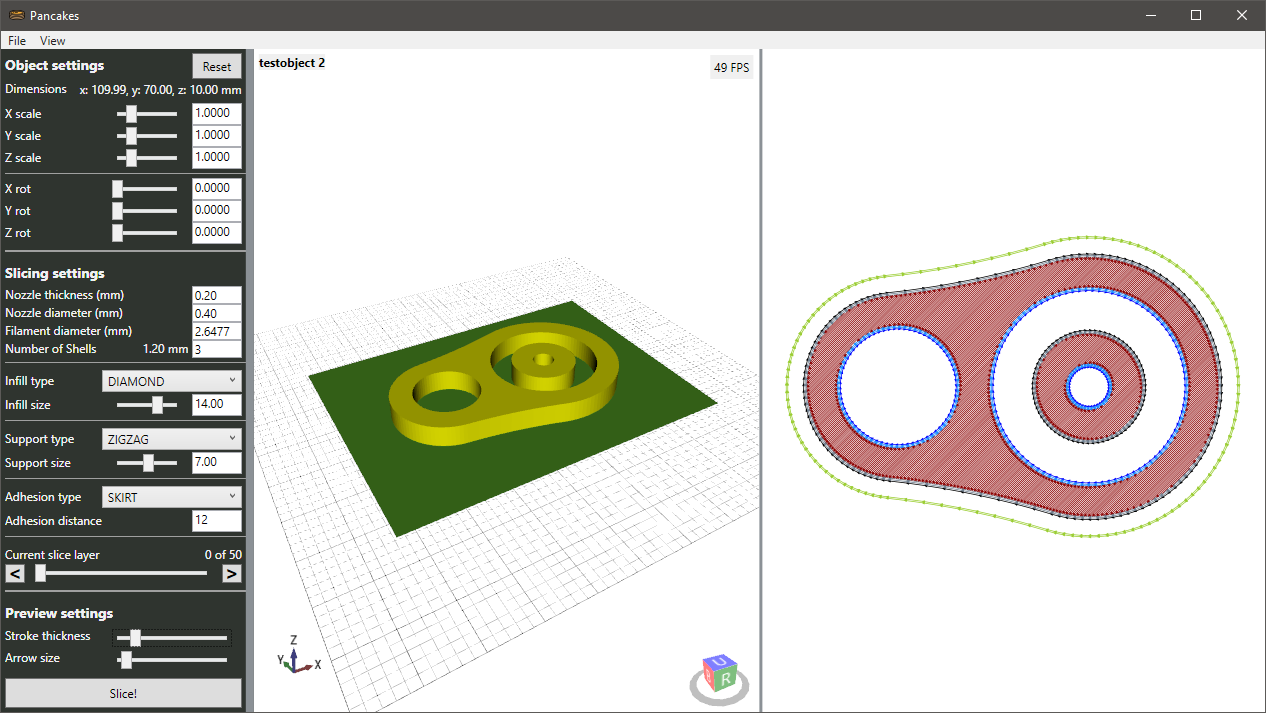 Pancakes
File View
Object settings Reset
Dimensions x: 109.99, y: 70.00, z: 10.00 mm
X scale 1.0000
Y scale 1.0000
Z scale 1.0000
X rot 0.0000
Y rot 0.0000
Z rot 0.0000
Slicing settings
Nozzle thickness (mm) 0.20
Nozzle diameter (mm) 0.40
Filament diameter (mm) 2.6477
Number of Shells 1.20 mm 3
Infill type DIAMOND
Infill size 14.00
Support type ZIGZAG
Support size 7.00
Adhesion type SKIRT
Adhesion distance 12
Current slice layer 0 of 50
< >
Preview settings
Stroke thickness
Arrow size
Slice!
testobject 2
49 FPS
Z
Y X
U
R